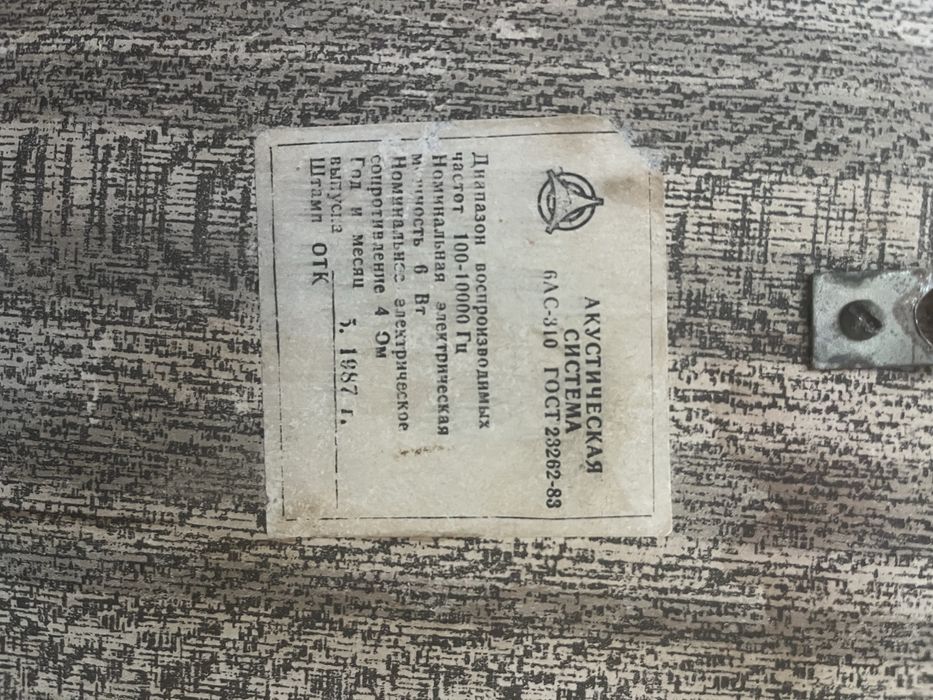 АКУСТИЧЕСКАЯ
СИСТЕМА
6АС-310 ГОСТ 23262-83
Диапазон воспроизводимых
частот 100-10000 Гц
Номинальная электрическая
мощность 6 Вт
Номинальное электрическое
сопротивление 4 Ом
Год и месяц 5. 1987 г.
выпуска
Штамп ОТК